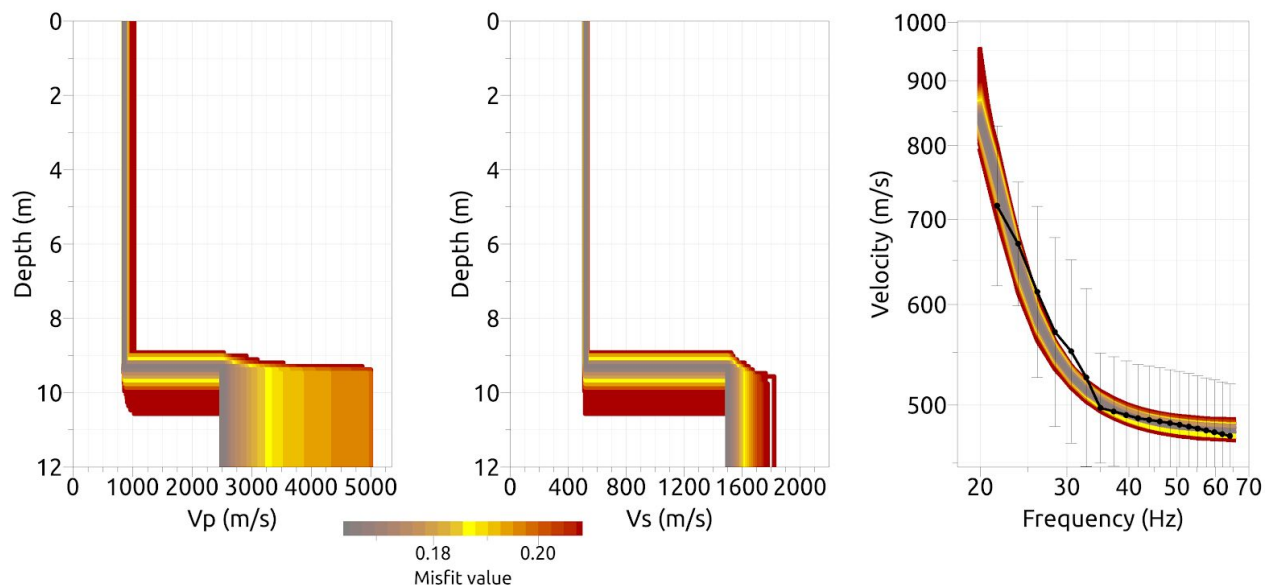 0
2
4
6
8
10
12
Depth (m)
0 1000 2000 3000 4000 5000
Vp (m/s)
0
2
4
6
8
10
12
Depth (m)
0 400 800 1200 1600 2000
Vs (m/s)
1000
900
800
700
600
500
Velocity (m/s)
20 30 40 50 60 70
Frequency (Hz)
0.18 0.20
Misfit value